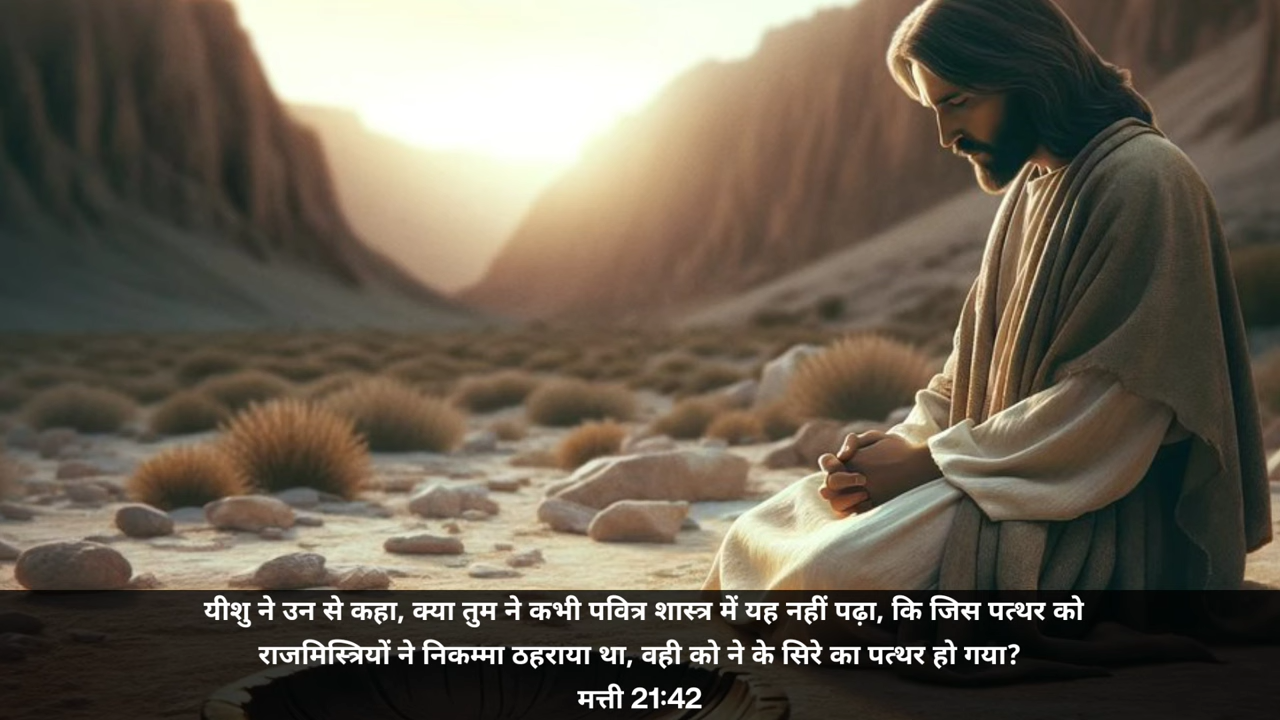 यीशु ने उन से कहा, क्या तुम ने कभी पवित्र शास्त्र में यह नहीं पढ़ा, कि जिस पत्थर को
राजमिस्त्रियों ने निकम्मा ठहराया था, वही को ने के सिरे का पत्थर हो गया?
मत्ती 21:42